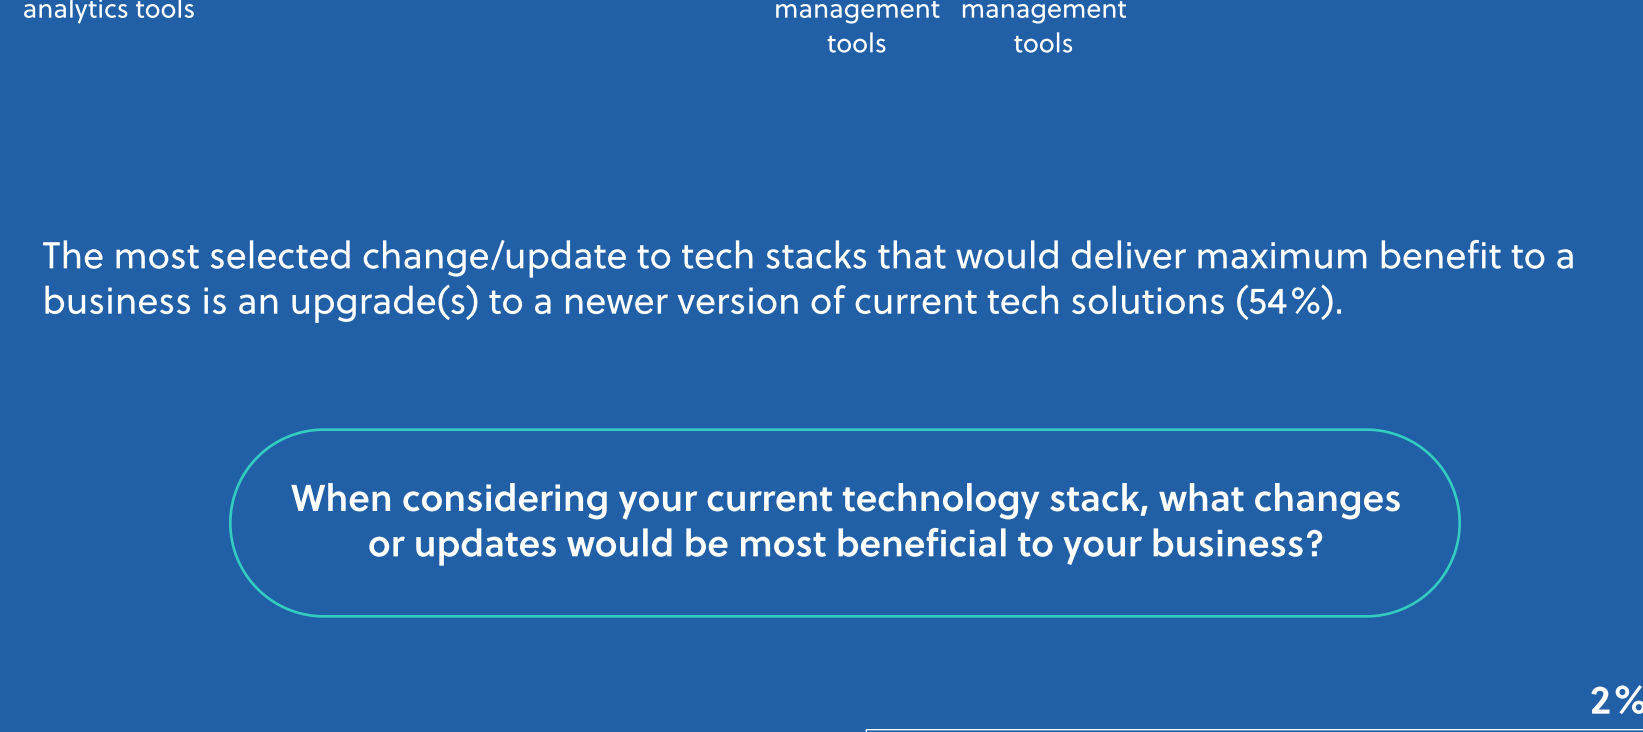 analytics tools
management management
tools tools
The most selected change/update to tech stacks that would deliver maximum benefit to a
business is an upgrade(s) to a newer version of current tech solutions (54%).
When considering your current technology stack, what changes
or updates would be most beneficial to your business?
2%